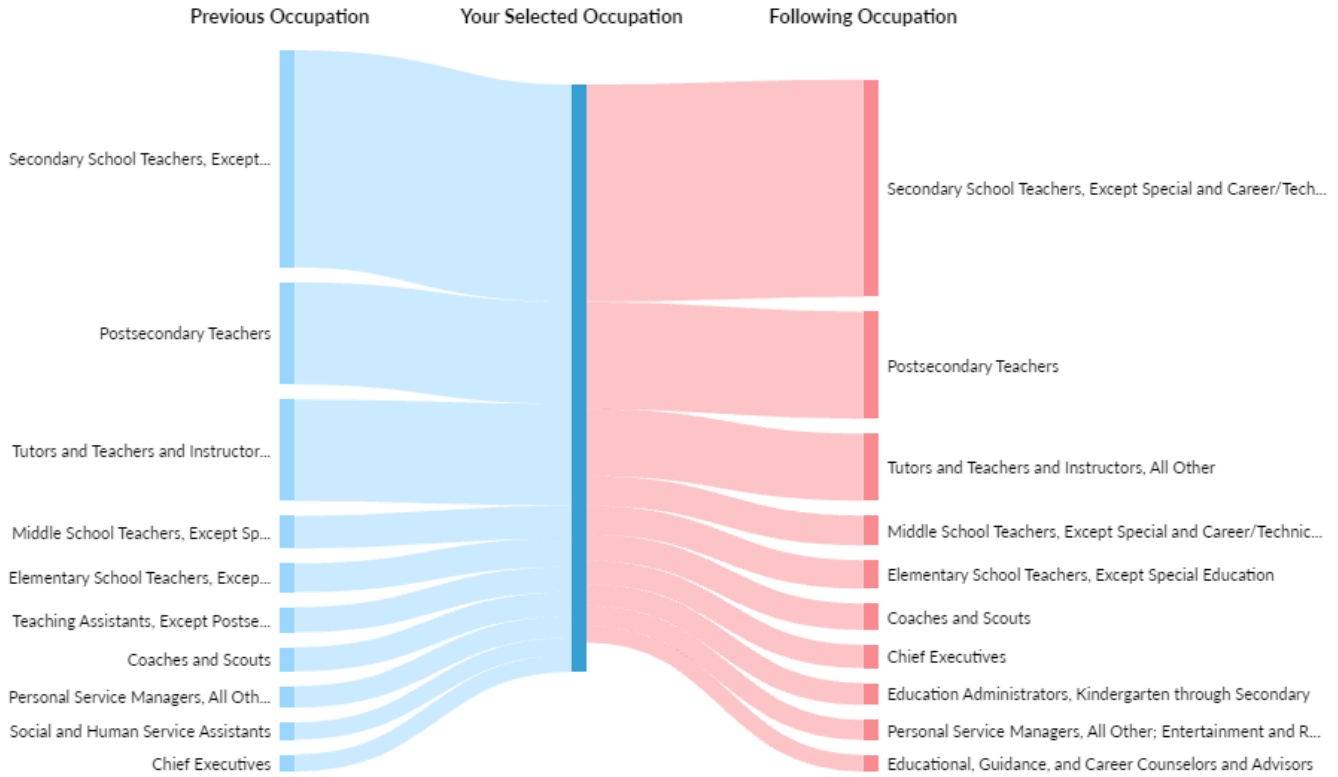 Previous Occupation
Your Selected Occupation
Following Occupation
Secondary School Teachers, Except...
Postsecondary Teachers
Tutors and Teachers and Instructor...
Middle School Teachers, Except Sp...
Elementary School Teachers, Excep...
Teaching Assistants, Except Postse...
Coaches and Scouts
Personal Service Managers, All Oth...
Social and Human Service Assistants
Chief Executives
Secondary School Teachers, Except Special and Career/Tech...
Postsecondary Teachers
Tutors and Teachers and Instructors, All Other
Middle School Teachers, Except Special and Career/Technic...
Elementary School Teachers, Except Special Education
Coaches and Scouts
Chief Executives
Education Administrators, Kindergarten through Secondary
Personal Service Managers, All Other; Entertainment and R...
Educational, Guidance, and Career Counselors and Advisors